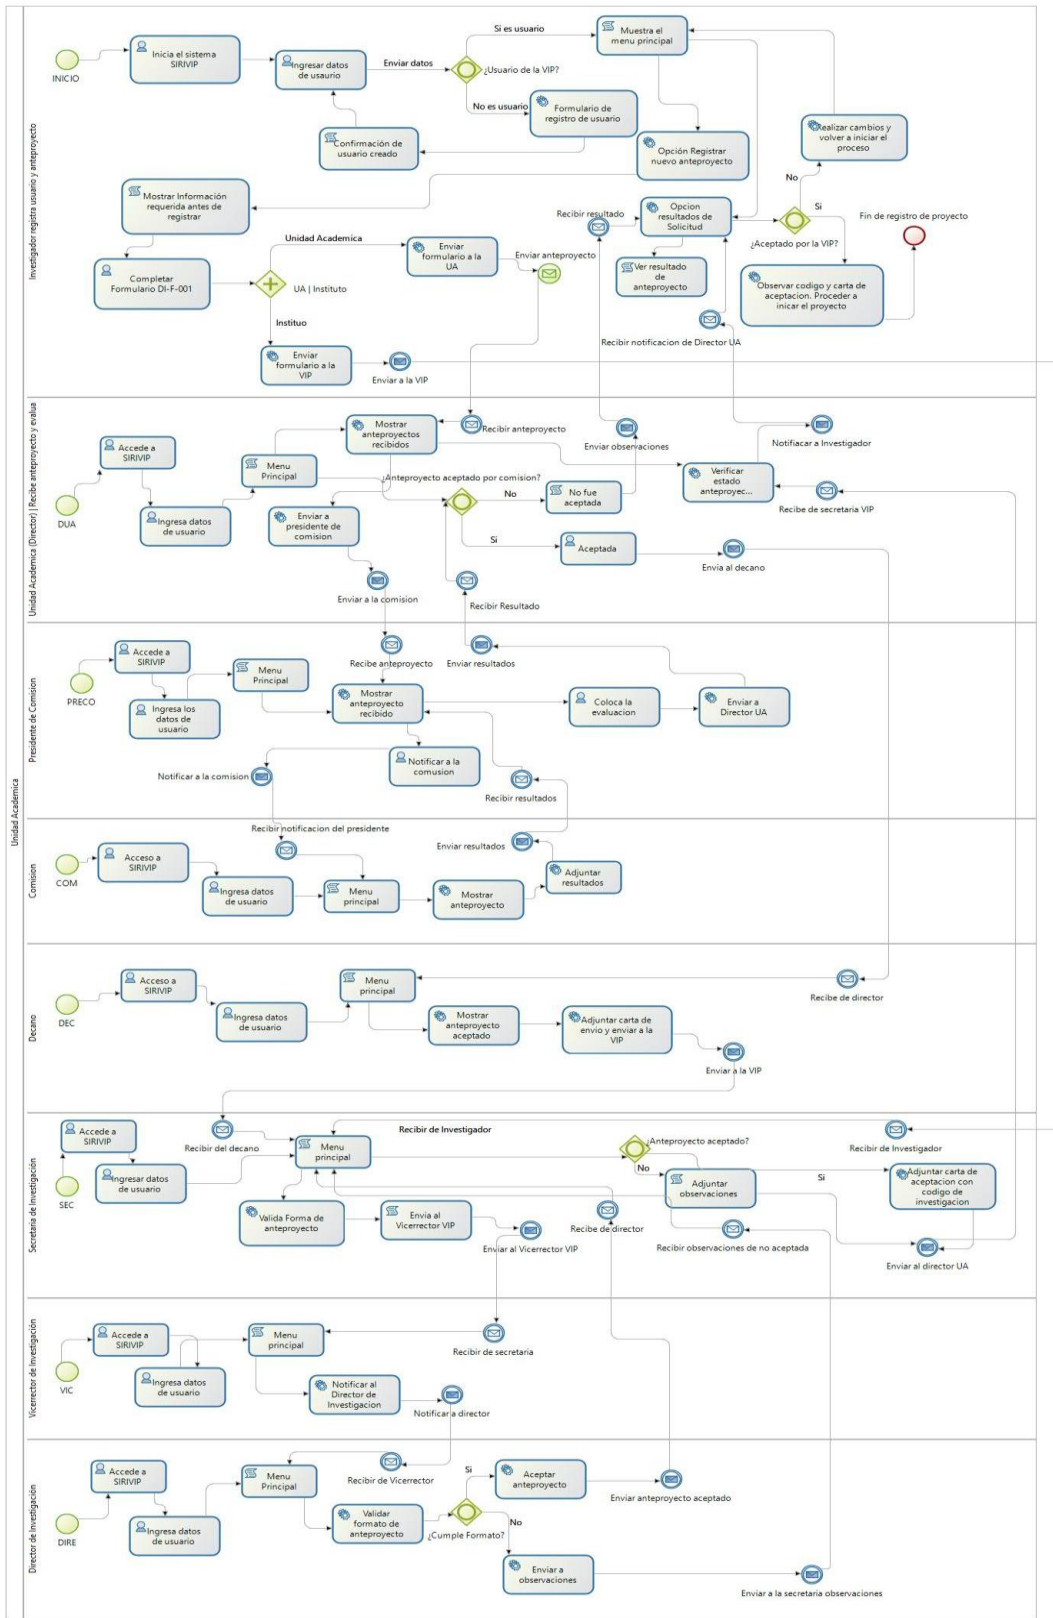 Unidad Academica
Investigador registra usuario y anteproyecto
INICIO
Inicia el sistema
SIRIVIP
Ingresar datos
de usaurio
Enviar datos
¿Usuario de la VIP?
Si es usuario
No es usuario
Muestra el
menu principal
Formulario de
registro de usuario
Confirmación de
usuario creado
Opción Registrar
nuevo anteproyecto
Realizar cambios y
volver a iniciar el
proceso
Mostrar Información
requerida antes de
registrar
Completar
Formulario DI-F-001
UA | Instituto
Unidad Academica
Instituo
Enviar
formulario a la
UA
Enviar anteproyecto
Enviar
formulario a la
VIP
Enviar a la VIP
Recibir resultado
Opcion
resultados de
Solicitud
Ver resultado
de
anteproyecto
¿Aceptado por la VIP?
No
Si
Fin de registro de proyecto
Observar codigo y carta de
aceptacion. Proceder a
inicar el proyecto
Recibir notificacion de Director UA
Unidad Academica (Director) | Recibe anteproyecto y evalua
DUA
Accede a
SIRIVIP
Ingresa datos
de usuario
Menu
Principal
Mostrar
anteproyectos
recibidos
Recibir anteproyecto
Enviar a
presidente de
comision
Enviar a la comision
¿Anteproyecto aceptado por comision?
No
Si
No fue
aceptada
Aceptada
Enviar observaciones
Recibir Resultado
Envia al decano
Verificar
estado
anteproyec...
Notifiacar a Investigador
Recibe de secretaria VIP
Presidente de Comision
PRECO
Accede a
SIRIVIP
Ingresa los
datos de
usuario
Menu
Principal
Recibe anteproyecto
Mostrar
anteproyecto
recibido
Notificar a la
comusion
Notificar a la comision
Enviar resultados
Coloca la
evaluacion
Enviar a
Director UA
Recibir resultados
Comision
COM
Acceso a
SIRIVIP
Ingresa datos
de usuario
Recibir notificacion del presidente
Menu
principal
Mostrar
anteproyecto
Adjuntar
resultados
Enviar resultados
Decano
DEC
Acceso a
SIRIVIP
Ingresa datos
de usuario
Menu
principal
Mostrar
anteproyecto
aceptado
Adjuntar carta de
envio y enviar a la
VIP
Recibe de director
Enviar a la VIP
Secretaria de Investigación
SEC
Accede a
SIRIVIP
Ingresar datos
de usuario
Recibir del decano
Menu
principal
Recibir de Investigador
Valida Forma de
anteproyecto
Envia al
Vicerrector VIP
Enviar al Vicerrector VIP
¿Anteproyecto aceptado?
No
Si
Adjuntar
observaciones
Recibe de director
Recibir observaciones de no aceptada
Recibir de Investigador
Adjuntar carta de
aceptacion con
codigo de
investigacion
Enviar al director UA
Vicerrector de Investigación
VIC
Accede a
SIRIVIP
Ingresa datos
de usuario
Menu
principal
Recibir de secretaria
Notificar al
Director de
Investigacion
Notificar a director
Director de Investigación
DIRE
Accede a
SIRIVIP
Ingresa datos
de usuario
Menu
Principal
Recibir de Vicerrector
Validar
formato de
anteproyecto
¿Cumple Formato?
Si
No
Aceptar
anteproyecto
Enviar anteproyecto aceptado
Enviar a
observaciones
Enviar a la secretaria observaciones